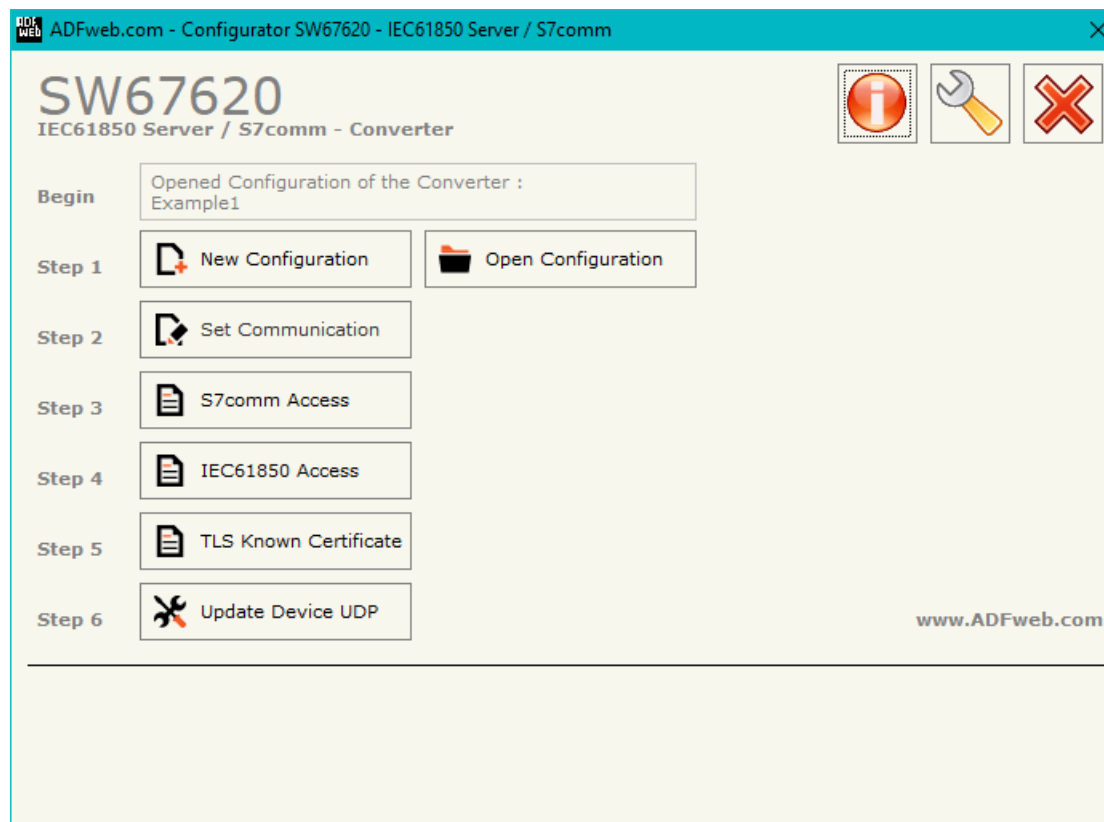 ADF
WEB
ADFweb.com - Configurator SW67620 - IEC61850 Server / S7comm
SW67620
IEC61850 Server / S7comm - Converter
Begin
Opened Configuration of the Converter :
Example1
Step 1
New Configuration
Open Configuration
Step 2
Set Communication
Step 3
S7comm Access
Step 4
IEC61850 Access
Step 5
TLS Known Certificate
Step 6
Update Device UDP
www.ADFweb.com